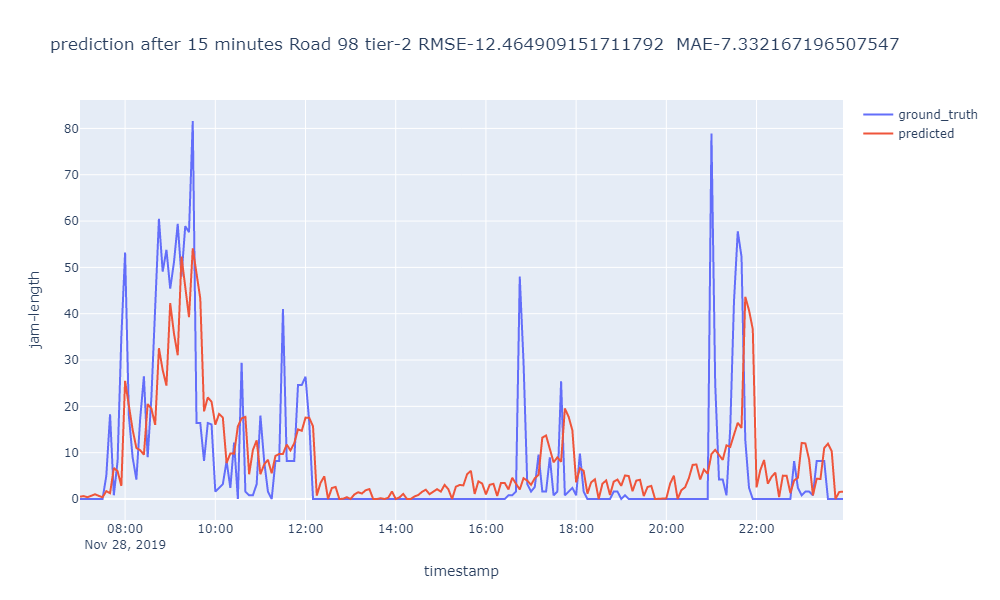 prediction after 15 minutes Road 98 tier-2 RMSE-12.464909151711792  MAE-7.332167196507547
ground_truth
predicted
80
70
60
50
40
30
20
10
0
jam-length
08:00 10:00 12:00 14:00 16:00 18:00 20:00 22:00
Nov 28, 2019
timestamp